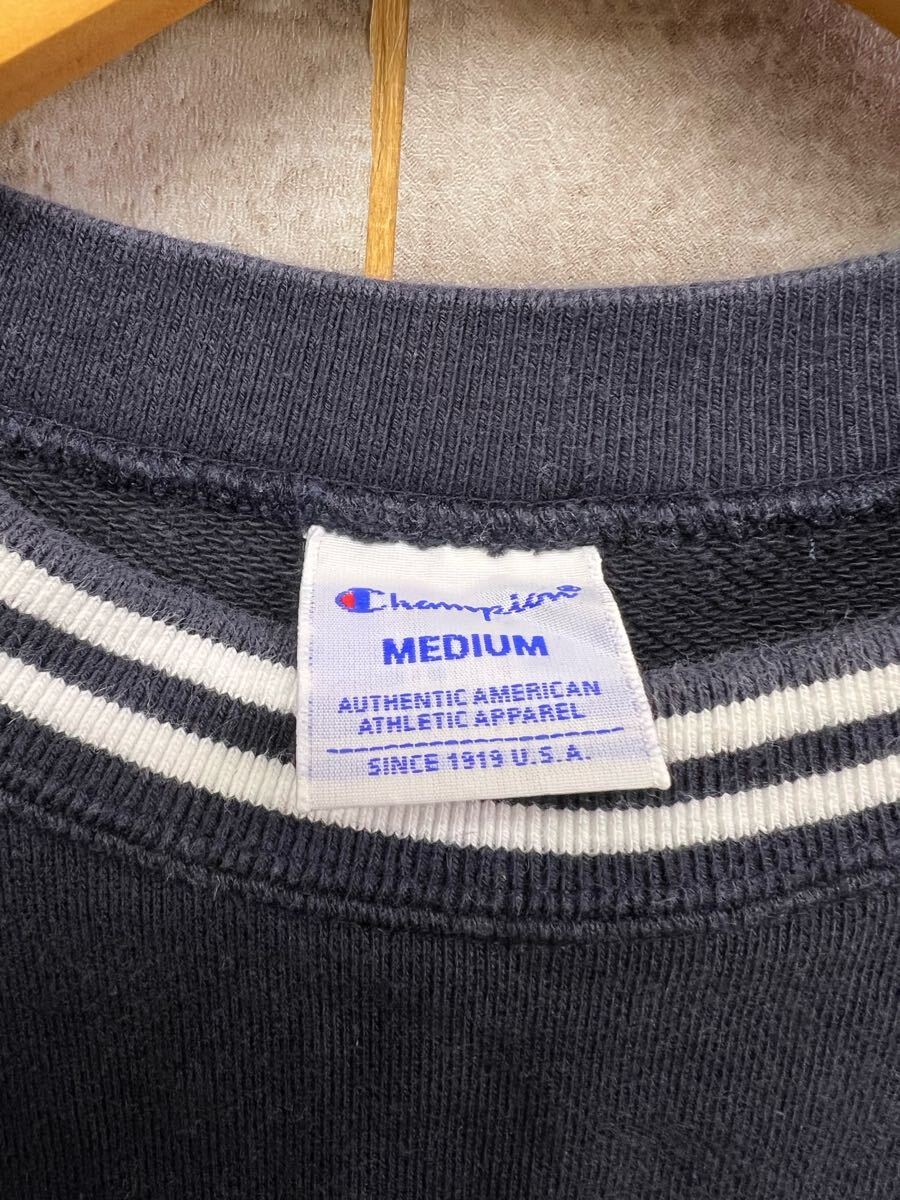 Champion
MEDIUM
AUTHENTIC AMERICAN
ATHLETIC APPAREL
SINCE 1919 U.S.A.